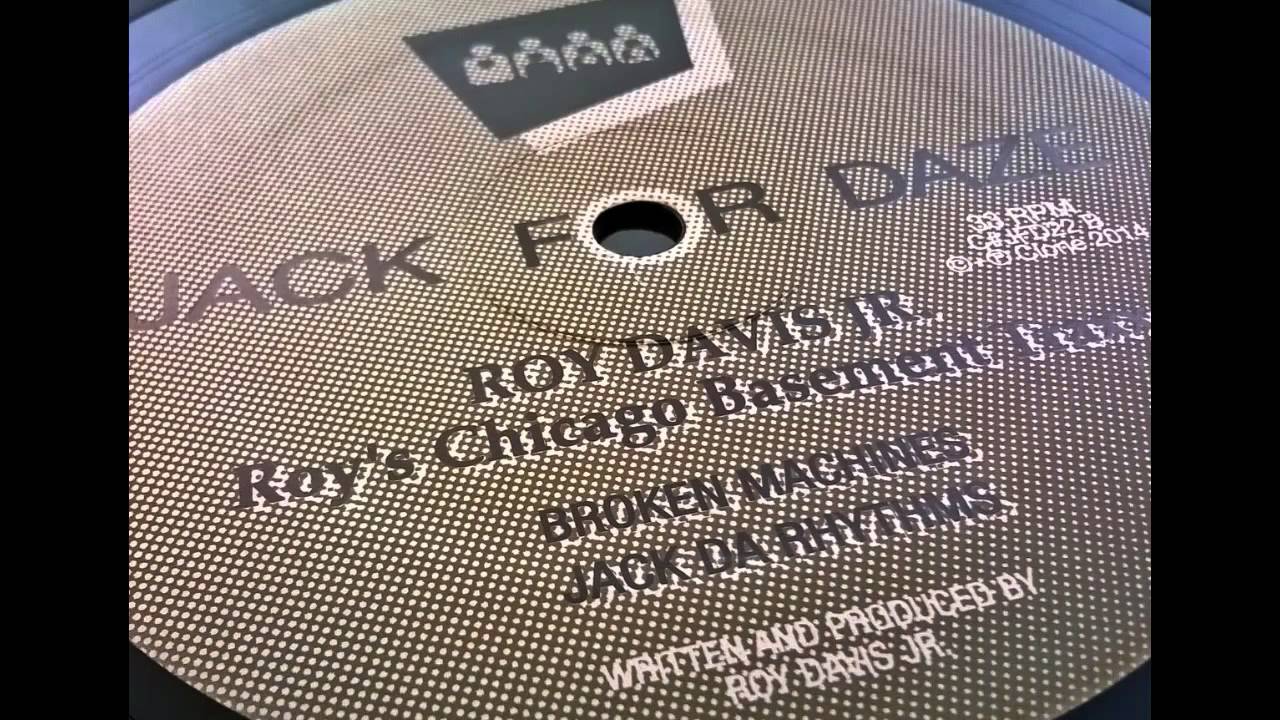 JACK FOR DAZE
33 RPM
C#JFD22 B
© + ℗ Clone 2014
ROY DAVIS JR
Roy's Chicago Basement
BROKEN MACHINES
JACK DA RHYTHMS
WRITTEN AND PRODUCED BY
ROY DAVIS JR.